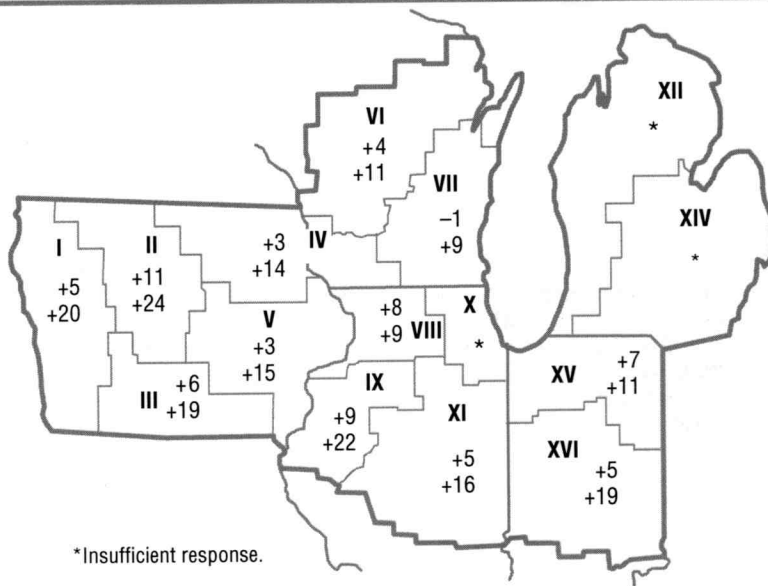 XII
*
VI
+4
+11
VII
–1
+9
XIV
*
I
+5
+20
II
+11
+24
+3
+14
IV
V
+3
+15
+8
+9
VIII
X
*
III
+6
+19
IX
+9
+22
XI
+5
+16
XV
+7
+11
XVI
+5
+19
*Insufficient response.